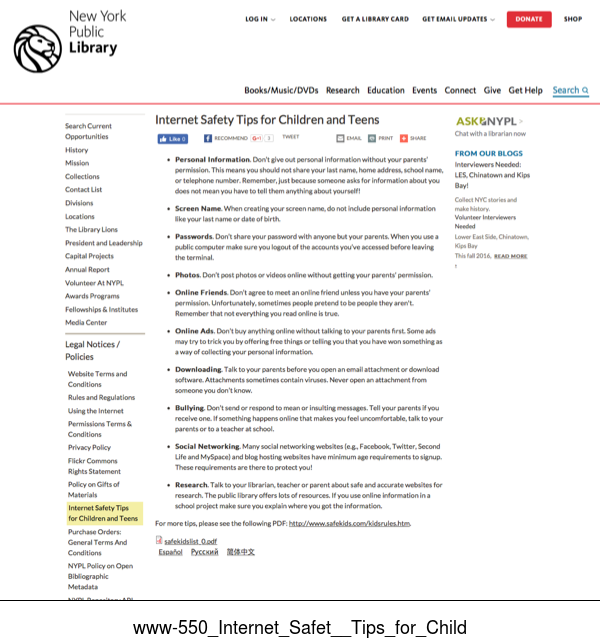 New York
Public
Library
LOG IN
LOCATIONS
GET A LIBRARY CARD
GET EMAIL UPDATES
DONATE
SHOP
Books/Music/DVDs Research Education Events Connect Give Get Help Search
Search Current
Opportunities
History
Mission
Collections
Contact List
Divisions
Locations
The Library Lions
President and Leadership
Capital Projects
Annual Report
Volunteer At NYPL
Awards Programs
Fellowships & Institutes
Media Center
Legal Notices /
Policies
Website Terms and
Conditions
Rules and Regulations
Using the Internet
Permissions Terms &
Conditions
Privacy Policy
Flickr Commons
Rights Statement
Policy on Gifts of
Materials
Internet Safety Tips
for Children and Teens
Purchase Orders:
General Terms And
Conditions
NYPL Policy on Open
Bibliographic
Metadata
Internet Safety Tips for Children and Teens
Like 0
RECOMMEND
TWEET
EMAIL
PRINT
SHARE
• Personal Information. Don't give out personal information without your parents'
permission. This means you should not share your last name, home address, school name,
or telephone number. Remember, just because someone asks for information about you
does not mean you have to tell them anything about yourself!
• Screen Name. When creating your screen name, do not include personal information
like your last name or date of birth.
• Passwords. Don't share your password with anyone but your parents. When you use a
public computer make sure you logout of the accounts you've accessed before leaving
the terminal.
• Photos. Don't post photos or videos online without getting your parents' permission.
• Online Friends. Don't agree to meet an online friend unless you have your parents'
permission. Unfortunately, sometimes people pretend to be people they aren't.
Remember that not everything you read online is true.
• Online Ads. Don't buy anything online without talking to your parents first. Some ads
may try to trick you by offering free things or telling you that you have won something as
a way of collecting your personal information.
• Downloading. Talk to your parents before you open an email attachment or download
software. Attachments sometimes contain viruses. Never open an attachment from
someone you don't know.
• Bullying. Don't send or respond to mean or insulting messages. Tell your parents if you
receive one. If something happens online that makes you feel uncomfortable, talk to your
parents or to a teacher at school.
• Social Networking. Many social networking websites (e.g., Facebook, Twitter, Second
Life and MySpace) and blog hosting websites have minimum age requirements to signup.
These requirements are there to protect you!
• Research. Talk to your librarian, teacher or parent about safe and accurate websites for
research. The public library offers lots of resources. If you use online information in a
school project make sure you explain where you got the information.
For more tips, please see the following PDF: http://www.safekids.com/kidsrules.htm.
safekidslist_0.pdf
Español Русский 简体中文
ASK NYPL >
Chat with a librarian now
FROM OUR BLOGS
Interviewers Needed:
LES, Chinatown and Kips
Bay!
Collect NYC stories and
make history.
Volunteer Interviewers
Needed
Lower East Side, Chinatown,
Kips Bay
This fall 2016, READ MORE
www-550_Internet_Safet__Tips_for_Child